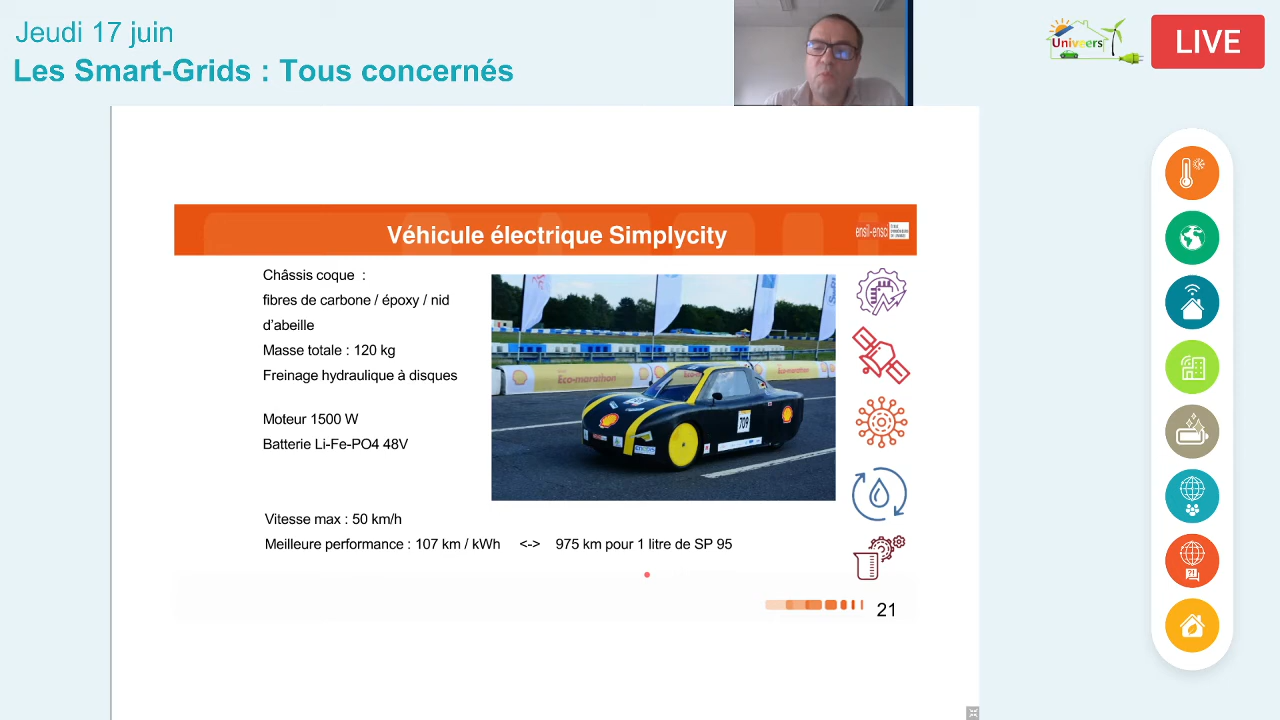 Jeudi 17 juin
Les Smart-Grids : Tous concernés
Univeers
LIVE
Véhicule électrique Simplycity
ensil-ensci
Châssis coque :
fibres de carbone / époxy / nid
d'abeille
Masse totale : 120 kg
Freinage hydraulique à disques
Moteur 1500 W
Batterie Li-Fe-PO4 48V
Eco-marathon
709
Vitesse max : 50 km/h
Meilleure performance : 107 km / kWh <-> 975 km pour 1 litre de SP 95
21